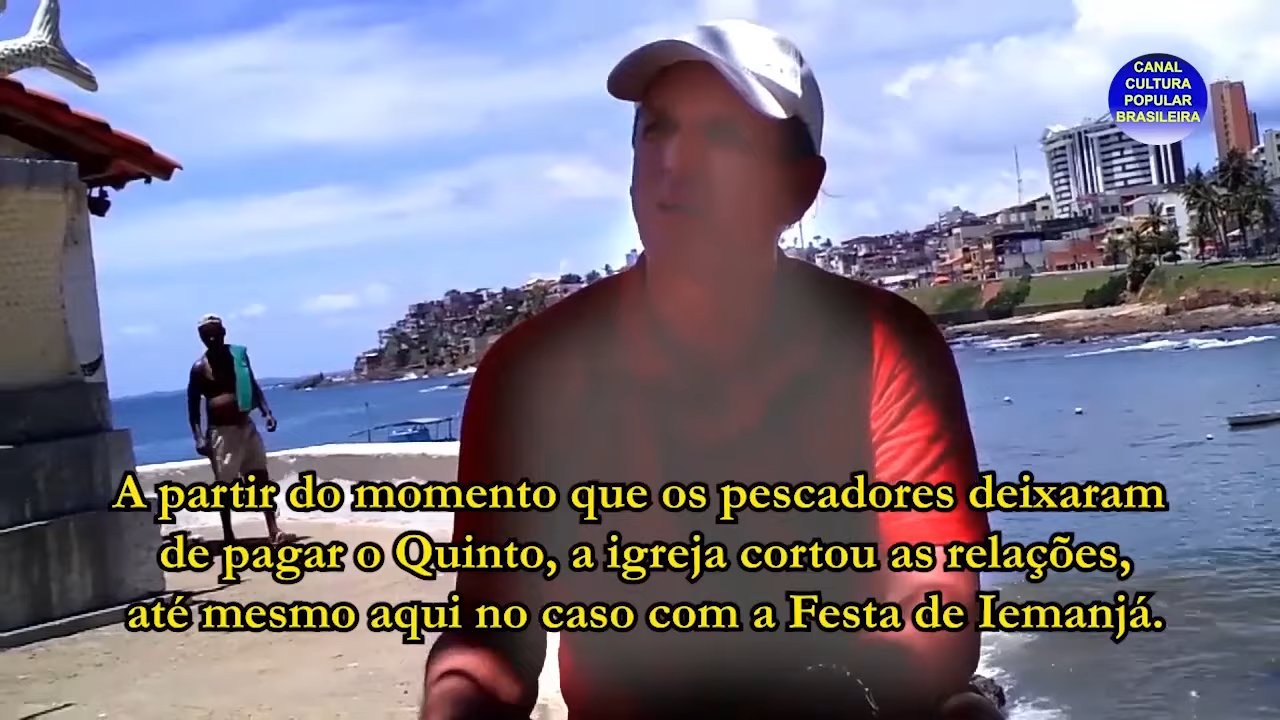 CANAL
CULTURA
POPULAR
BRASILEIRA
A partir do momento que os pescadores deixaram
de pagar o Quinto, a igreja cortou as relações,
até mesmo aqui no caso com a Festa de Iemanjá.